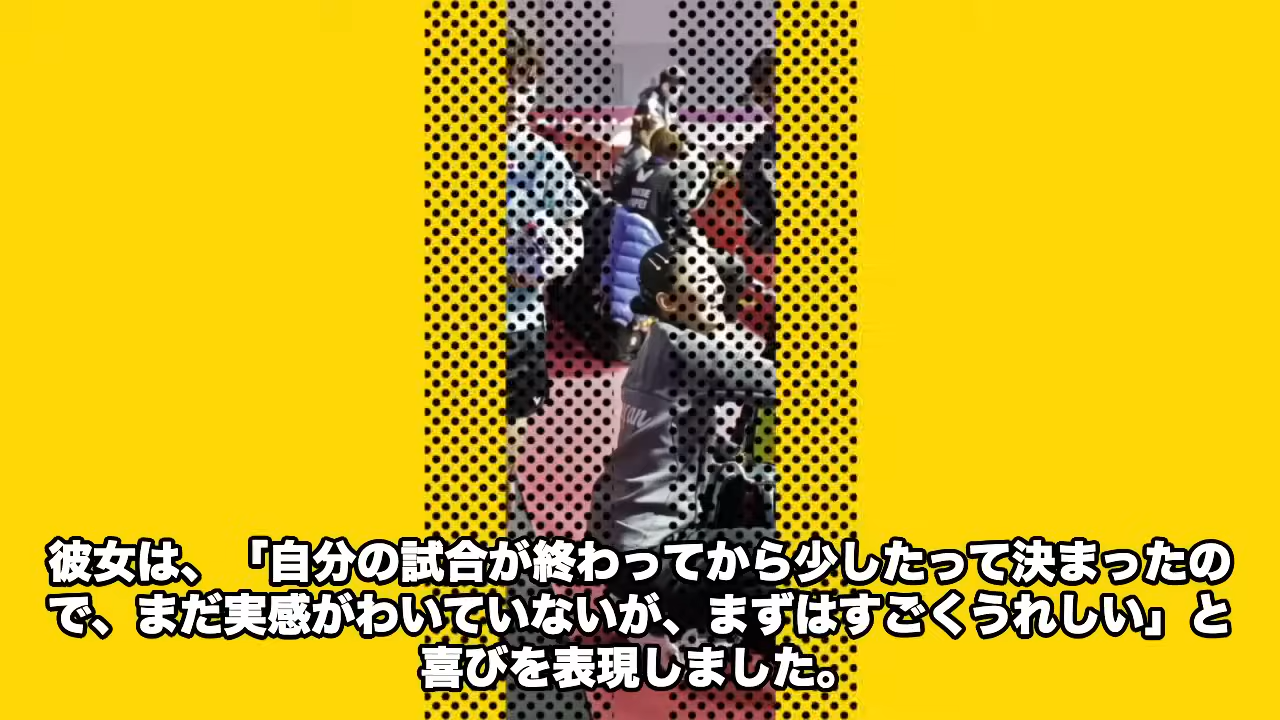 彼女は、「自分の試合が終わってから少したって決まったの
で、まだ実感がわいていないが、まずはすごくうれしい」と
喜びを表現しました。